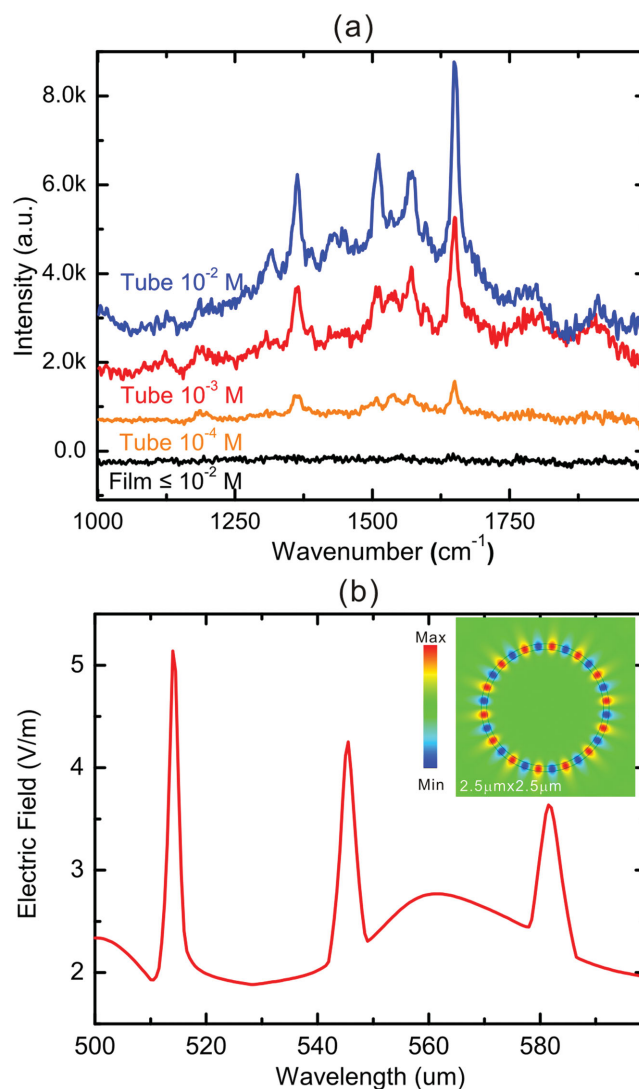 (a)
8.0k
6.0k
4.0k
2.0k
0.0
Intensity (a.u.)
Tube 10⁻² M
Tube 10⁻³ M
Tube 10⁻⁴ M
Film ≤ 10⁻² M
1000 1250 1500 1750
Wavenumber (cm⁻¹)
(b)
5
4
3
2
Electric Field (V/m)
Max
Min
2.5μmx2.5μm
500 520 540 560 580
Wavelength (um)